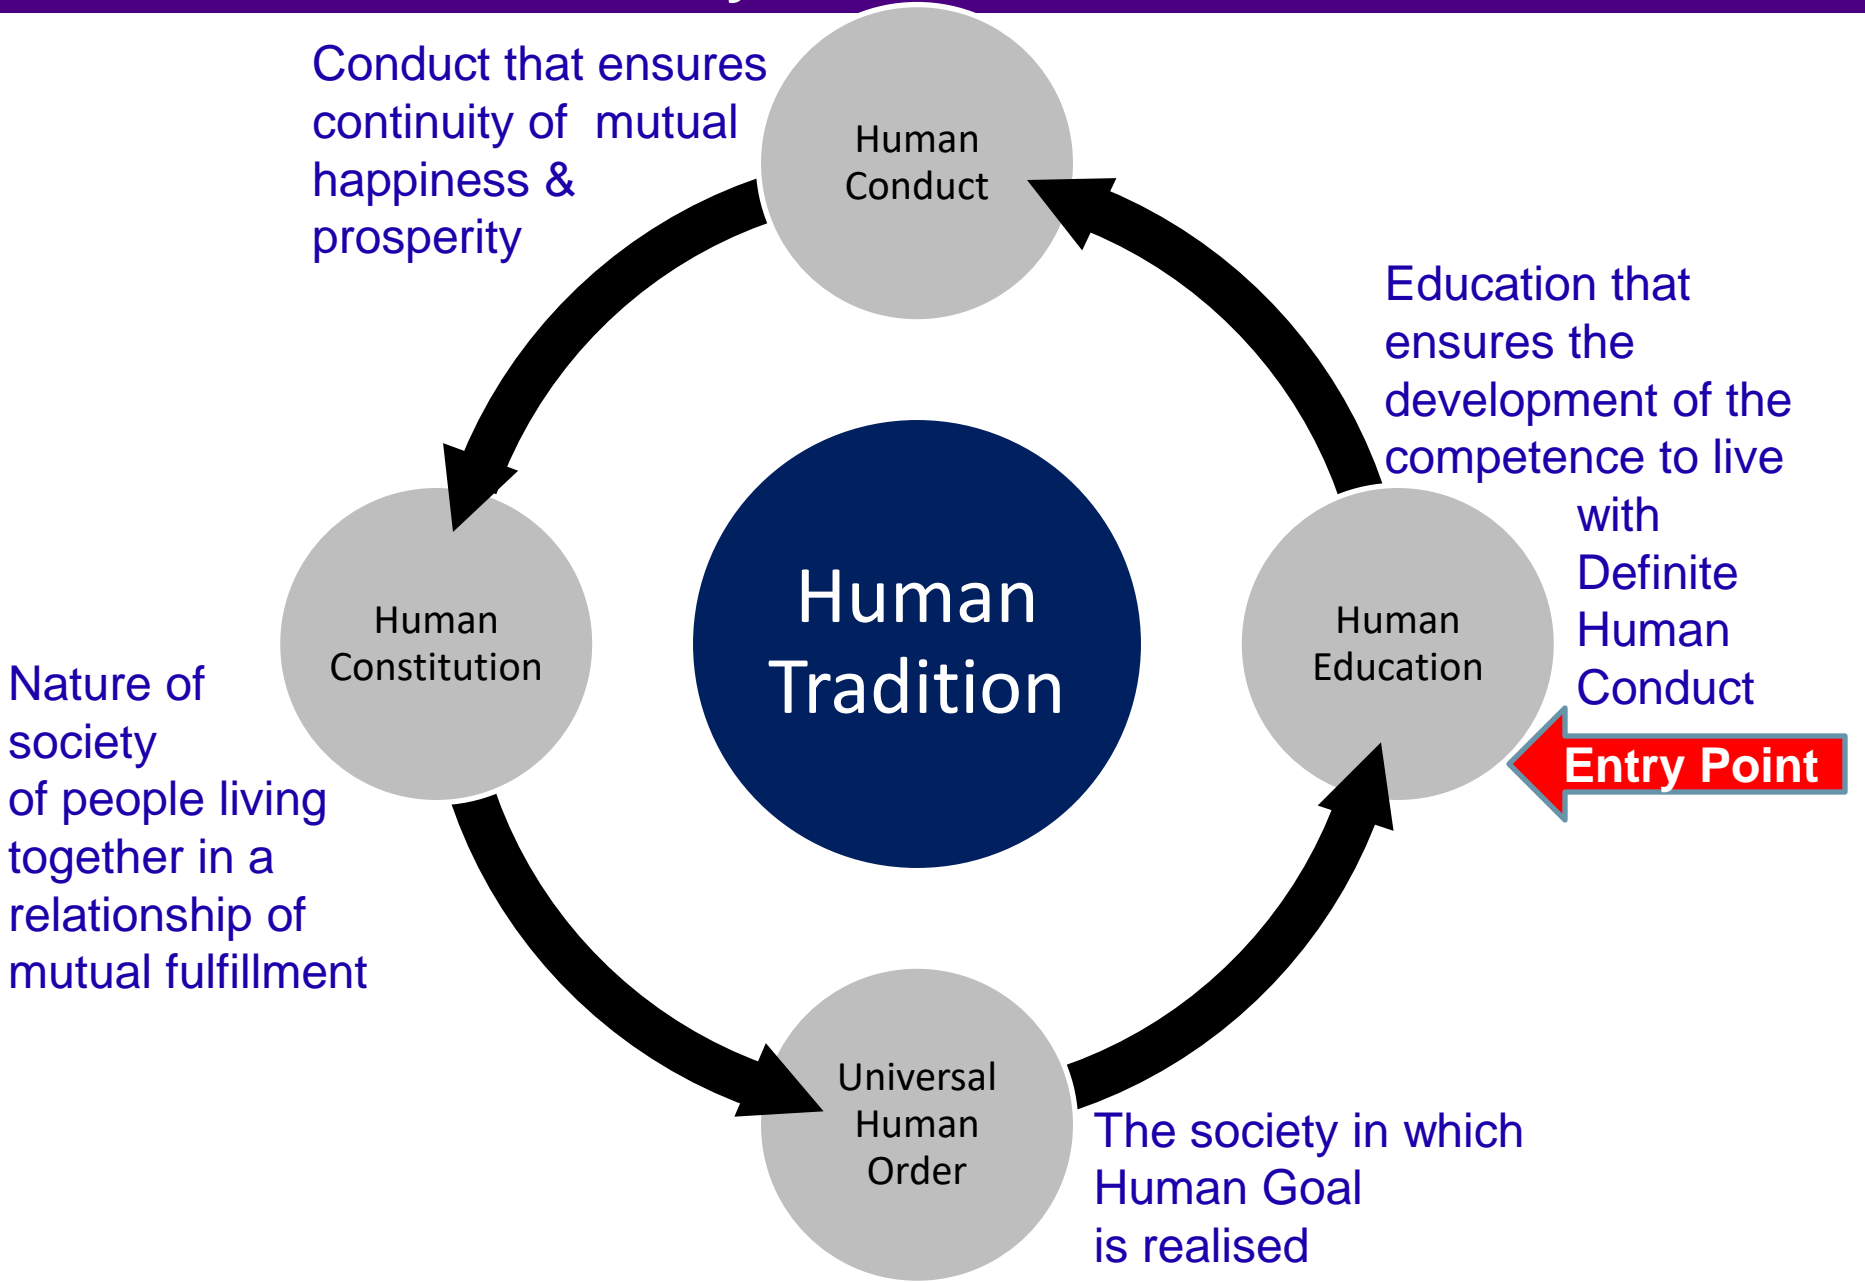 Conduct that ensures
continuity of mutual
happiness &
prosperity
Human
Conduct
Education that
ensures the
development of the
competence to live
with
Definite
Human
Conduct
Human
Education
Entry Point
Human
Tradition
Human
Constitution
Nature of
society
of people living
together in a
relationship of
mutual fulfillment
Universal
Human
Order
The society in which
Human Goal
is realised